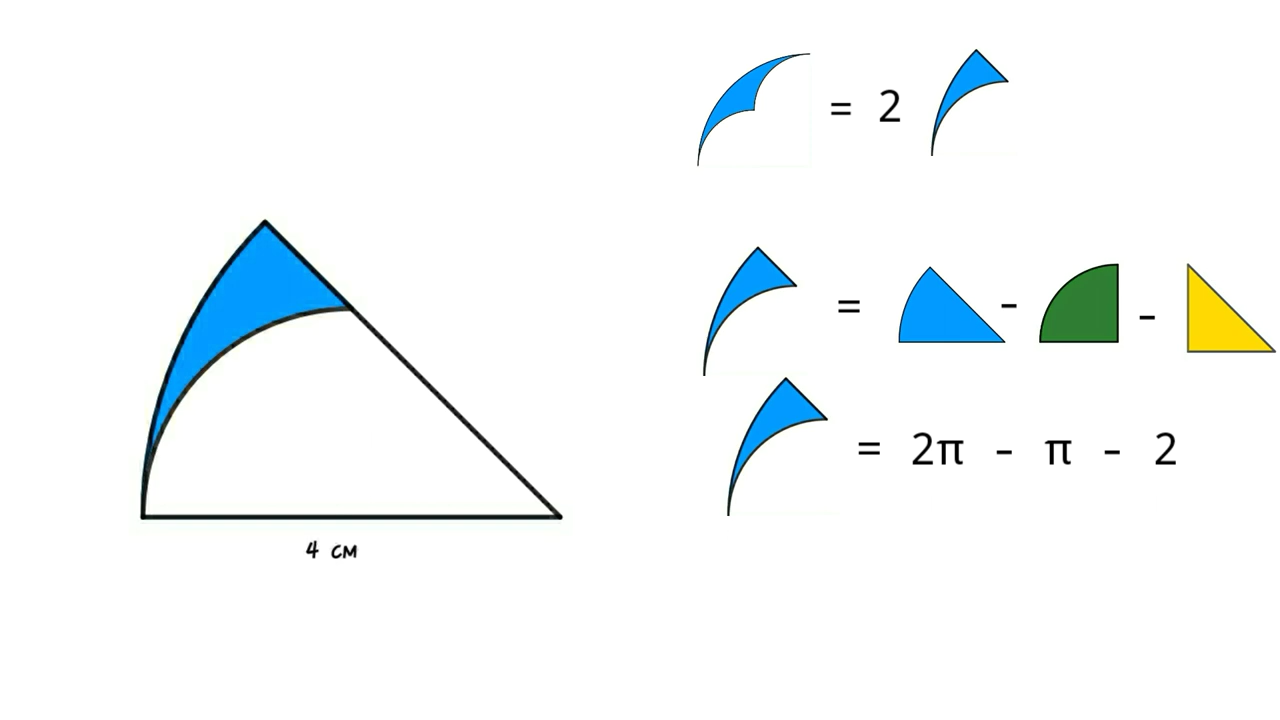 = 2
= - -
= 2π - π - 2
4 см